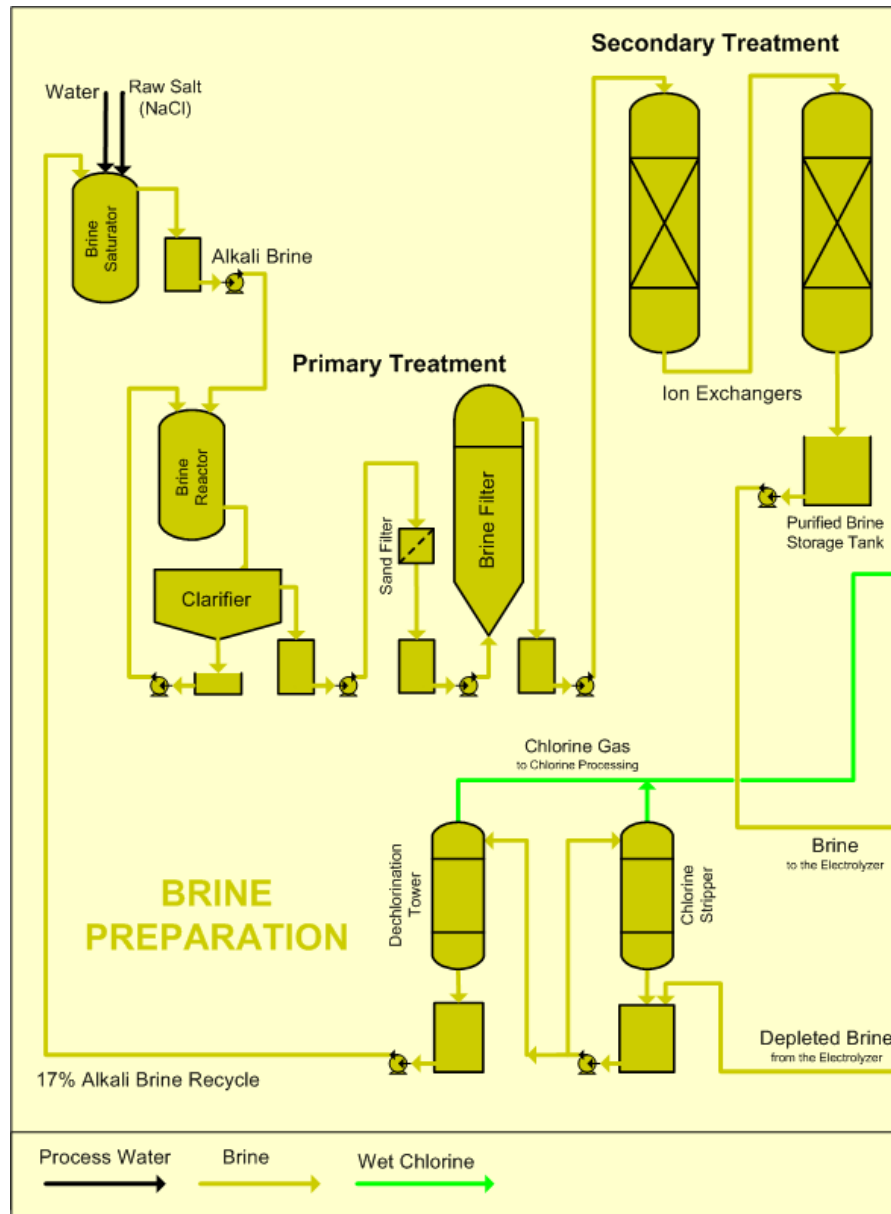 Secondary Treatment
Water
Raw Salt
(NaCl)
Brine
Saturator
Alkali Brine
Primary Treatment
Ion Exchangers
Brine
Reactor
Sand Filter
Brine Filter
Purified Brine
Storage Tank
Clarifier
Chlorine Gas
to Chlorine Processing
Brine
to the Electrolyzer
BRINE
PREPARATION
Dechlorination
Tower
Chlorine
Stripper
Depleted Brine
from the Electrolyzer
17% Alkali Brine Recycle
Process Water
Brine
Wet Chlorine